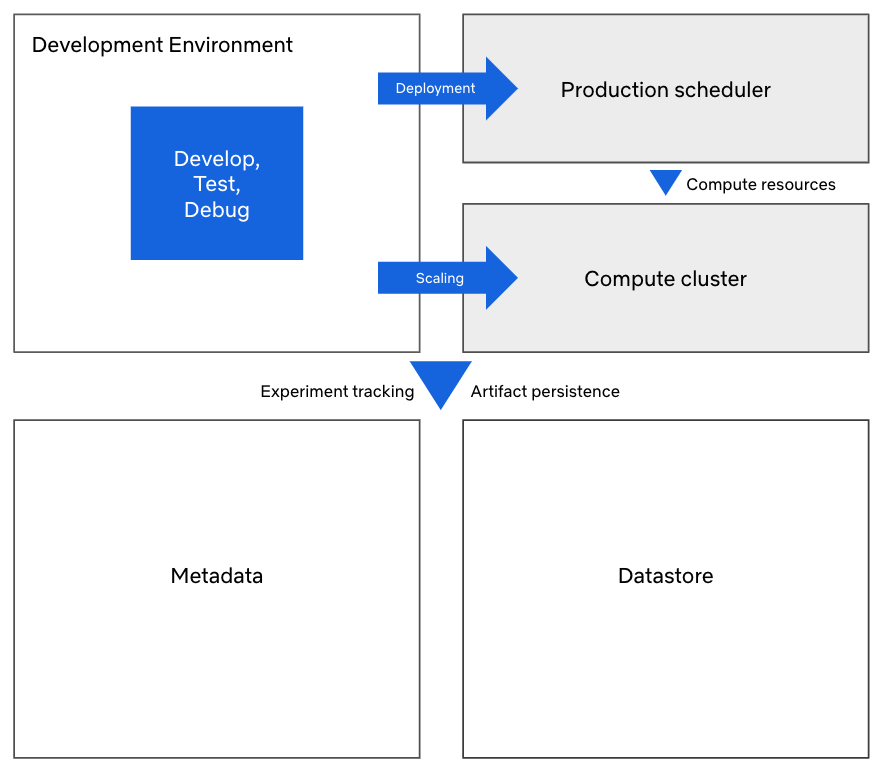 Development Environment
Develop,
Test,
Debug
Deployment
Production scheduler
Compute resources
Scaling
Compute cluster
Experiment tracking
Artifact persistence
Metadata
Datastore